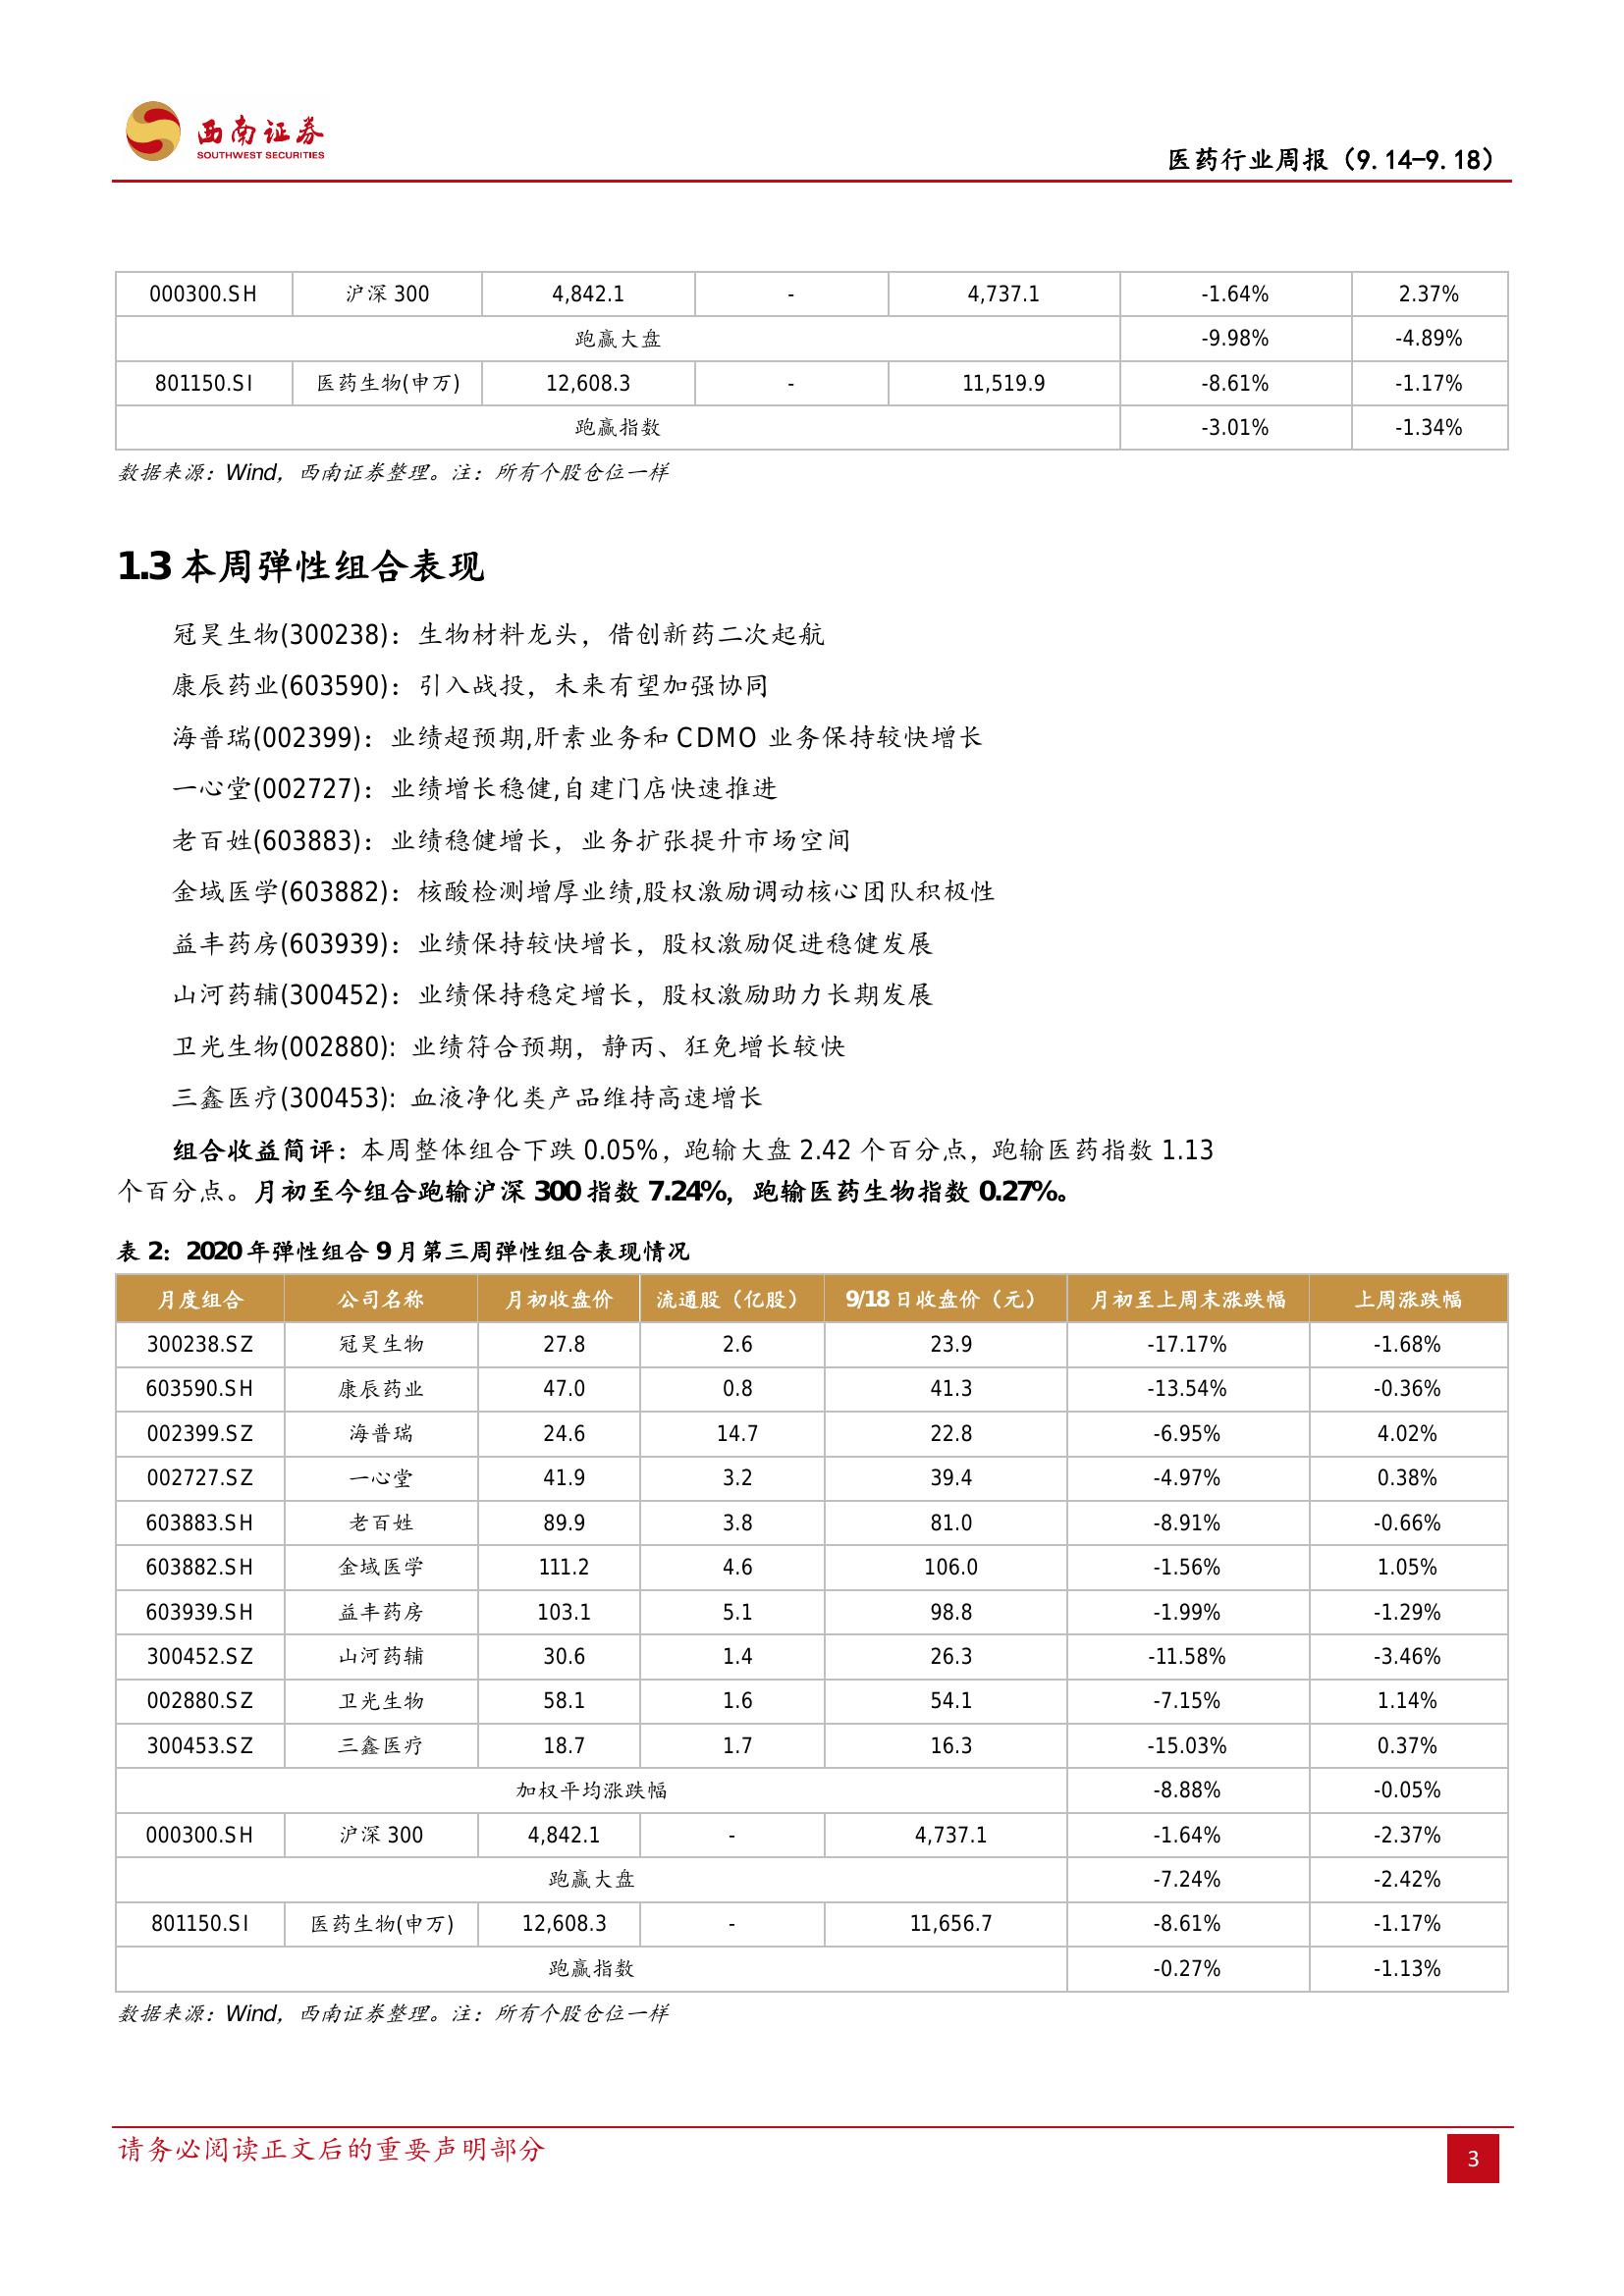 西南证券
SOUTHWEST SECURITIES
医药行业周报（9.14-9.18）
000300.SH 沪深 300 4,842.1 - 4,737.1 -1.64% 2.37%
跑赢大盘 -9.98% -4.89%
801150.SI 医药生物(申万) 12,608.3 - 11,519.9 -8.61% -1.17%
跑赢指数 -3.01% -1.34%
数据来源：Wind，西南证券整理。注：所有个股仓位一样
1.3 本周弹性组合表现
冠昊生物(300238)：生物材料龙头，借创新药二次起航
康辰药业(603590)：引入战投，未来有望加强协同
海普瑞(002399)：业绩超预期,肝素业务和 CDMO 业务保持较快增长
一心堂(002727)：业绩增长稳健,自建门店快速推进
老百姓(603883)：业绩稳健增长，业务扩张提升市场空间
金域医学(603882)：核酸检测增厚业绩,股权激励调动核心团队积极性
益丰药房(603939)：业绩保持较快增长，股权激励促进稳健发展
山河药辅(300452)：业绩保持稳定增长，股权激励助力长期发展
卫光生物(002880): 业绩符合预期，静丙、狂免增长较快
三鑫医疗(300453): 血液净化类产品维持高速增长
组合收益简评：本周整体组合下跌 0.05%，跑输大盘 2.42 个百分点，跑输医药指数 1.13
个百分点。月初至今组合跑输沪深 300 指数 7.24%，跑输医药生物指数 0.27%。
表 2：2020 年弹性组合 9 月第三周弹性组合表现情况
月度组合 公司名称 月初收盘价 流通股（亿股） 9/18 日收盘价（元） 月初至上周末涨跌幅 上周涨跌幅
300238.SZ 冠昊生物 27.8 2.6 23.9 -17.17% -1.68%
603590.SH 康辰药业 47.0 0.8 41.3 -13.54% -0.36%
002399.SZ 海普瑞 24.6 14.7 22.8 -6.95% 4.02%
002727.SZ 一心堂 41.9 3.2 39.4 -4.97% 0.38%
603883.SH 老百姓 89.9 3.8 81.0 -8.91% -0.66%
603882.SH 金域医学 111.2 4.6 106.0 -1.56% 1.05%
603939.SH 益丰药房 103.1 5.1 98.8 -1.99% -1.29%
300452.SZ 山河药辅 30.6 1.4 26.3 -11.58% -3.46%
002880.SZ 卫光生物 58.1 1.6 54.1 -7.15% 1.14%
300453.SZ 三鑫医疗 18.7 1.7 16.3 -15.03% 0.37%
加权平均涨跌幅 -8.88% -0.05%
000300.SH 沪深 300 4,842.1 - 4,737.1 -1.64% -2.37%
跑赢大盘 -7.24% -2.42%
801150.SI 医药生物(申万) 12,608.3 - 11,656.7 -8.61% -1.17%
跑赢指数 -0.27% -1.13%
数据来源：Wind，西南证券整理。注：所有个股仓位一样
请务必阅读正文后的重要声明部分
3